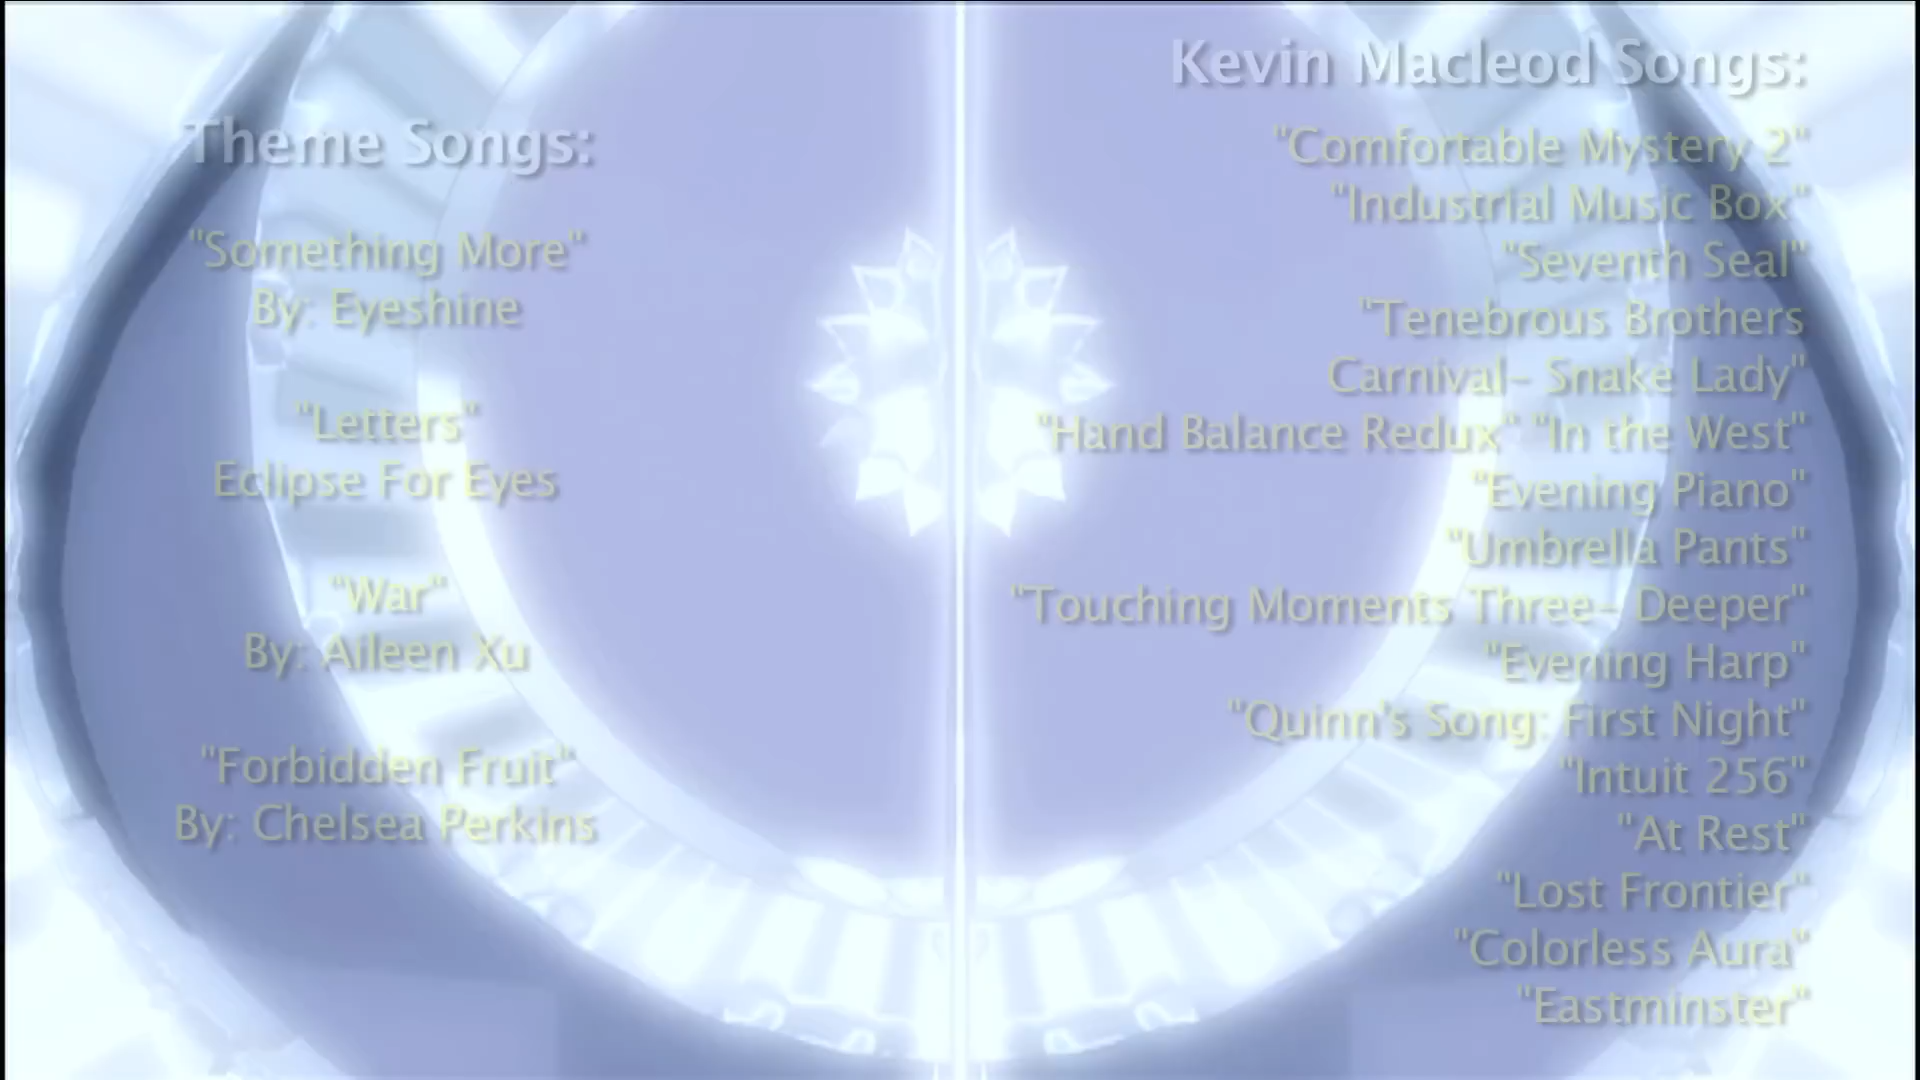 Theme Songs:
"Something More"
By: Eyeshine
"Letters"
Eclipse For Eyes
"War"
By: Aileen Xu
"Forbidden Fruit"
By: Chelsea Perkins
Kevin Macleod Songs:
"Comfortable Mystery 2"
"Industrial Music Box"
"Seventh Seal"
"Tenebrous Brothers
Carnival- Snake Lady"
"Hand Balance Redux" "In the West"
"Evening Piano"
"Umbrella Pants"
"Touching Moments Three- Deeper"
"Evening Harp"
"Quinn's Song: First Night"
"Intuit 256"
"At Rest"
"Lost Frontier"
"Colorless Aura"
"Eastminster"